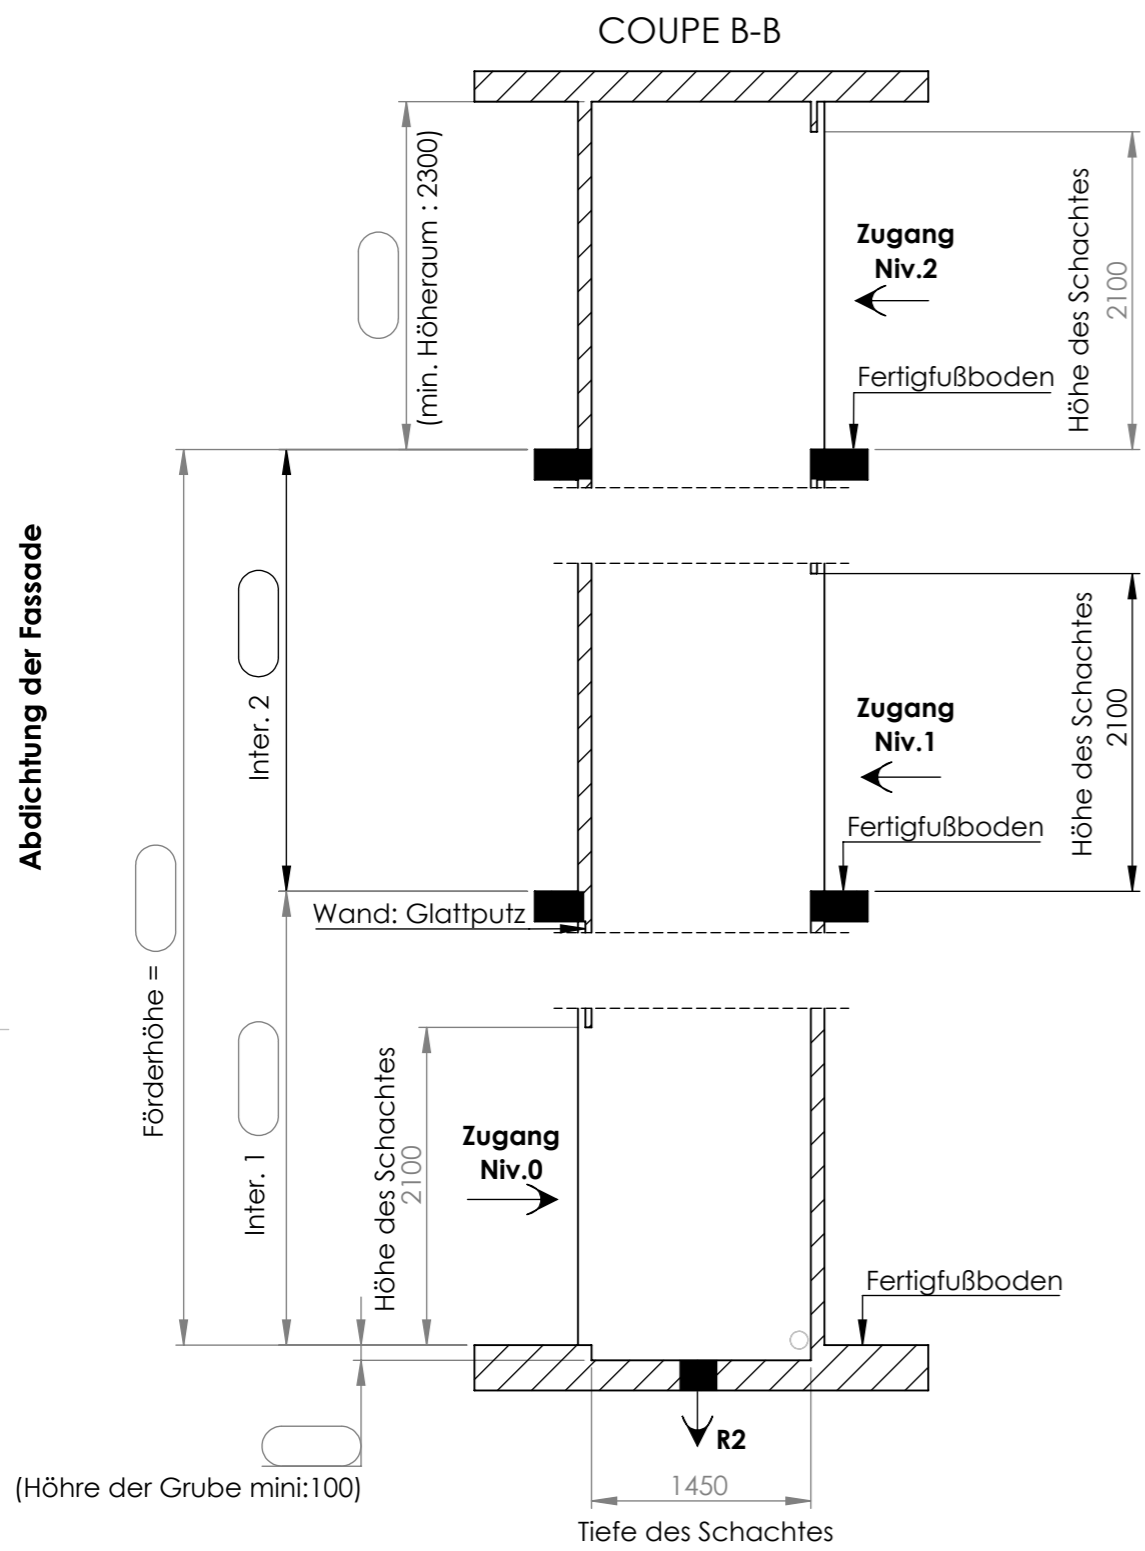 COUPE B-B
(min. Höheraum : 2300)
Zugang
Niv.2
Höhe des Schachtes
2100
Fertigfußboden
Abdichtung der Fassade
Inter. 2
Zugang
Niv.1
Höhe des Schachtes
2100
Fertigfußboden
Wand: Glattputz
Förderhöhe =
Inter. 1
Höhe des Schachtes
2100
Zugang
Niv.0
Fertigfußboden
R2
(Höhre der Grube mini:100)
1450
Tiefe des Schachtes